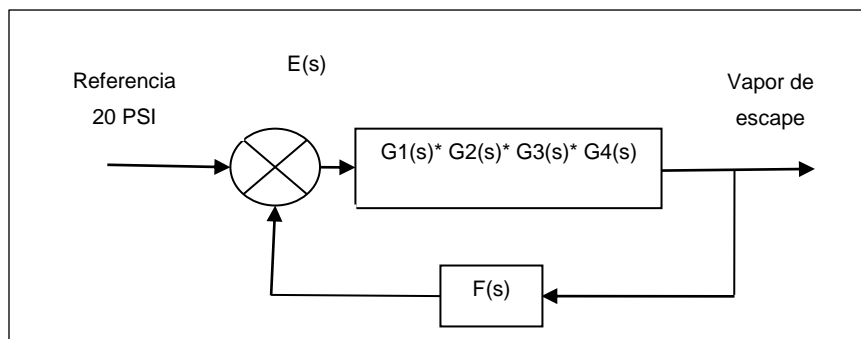 E(s)
Referencia
20 PSI
Vapor de
escape
G1(s)* G2(s)* G3(s)* G4(s)
F(s)